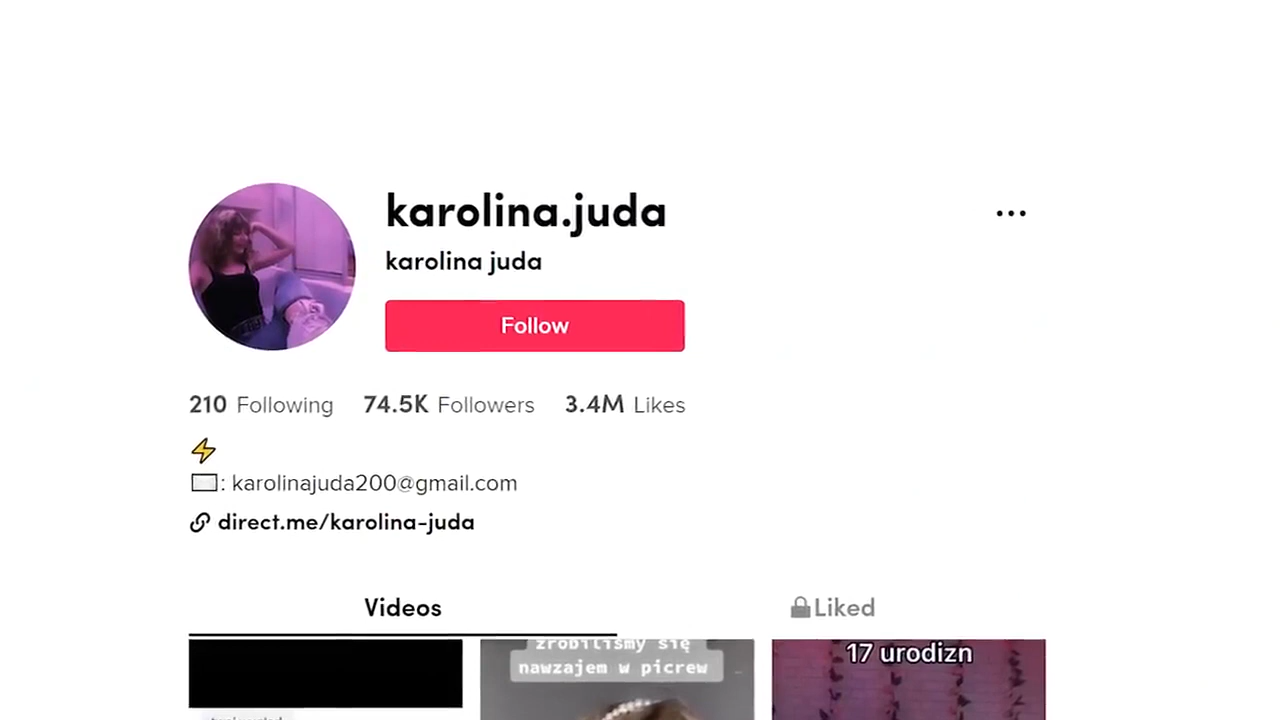 karolina.juda
karolina juda
Follow
210 Following 74.5K Followers 3.4M Likes
: karolinajuda200@gmail.com
direct.me/karolina-juda
Videos
Liked
zrobiliśmy się
nawzajem w picrew
17 urodzin